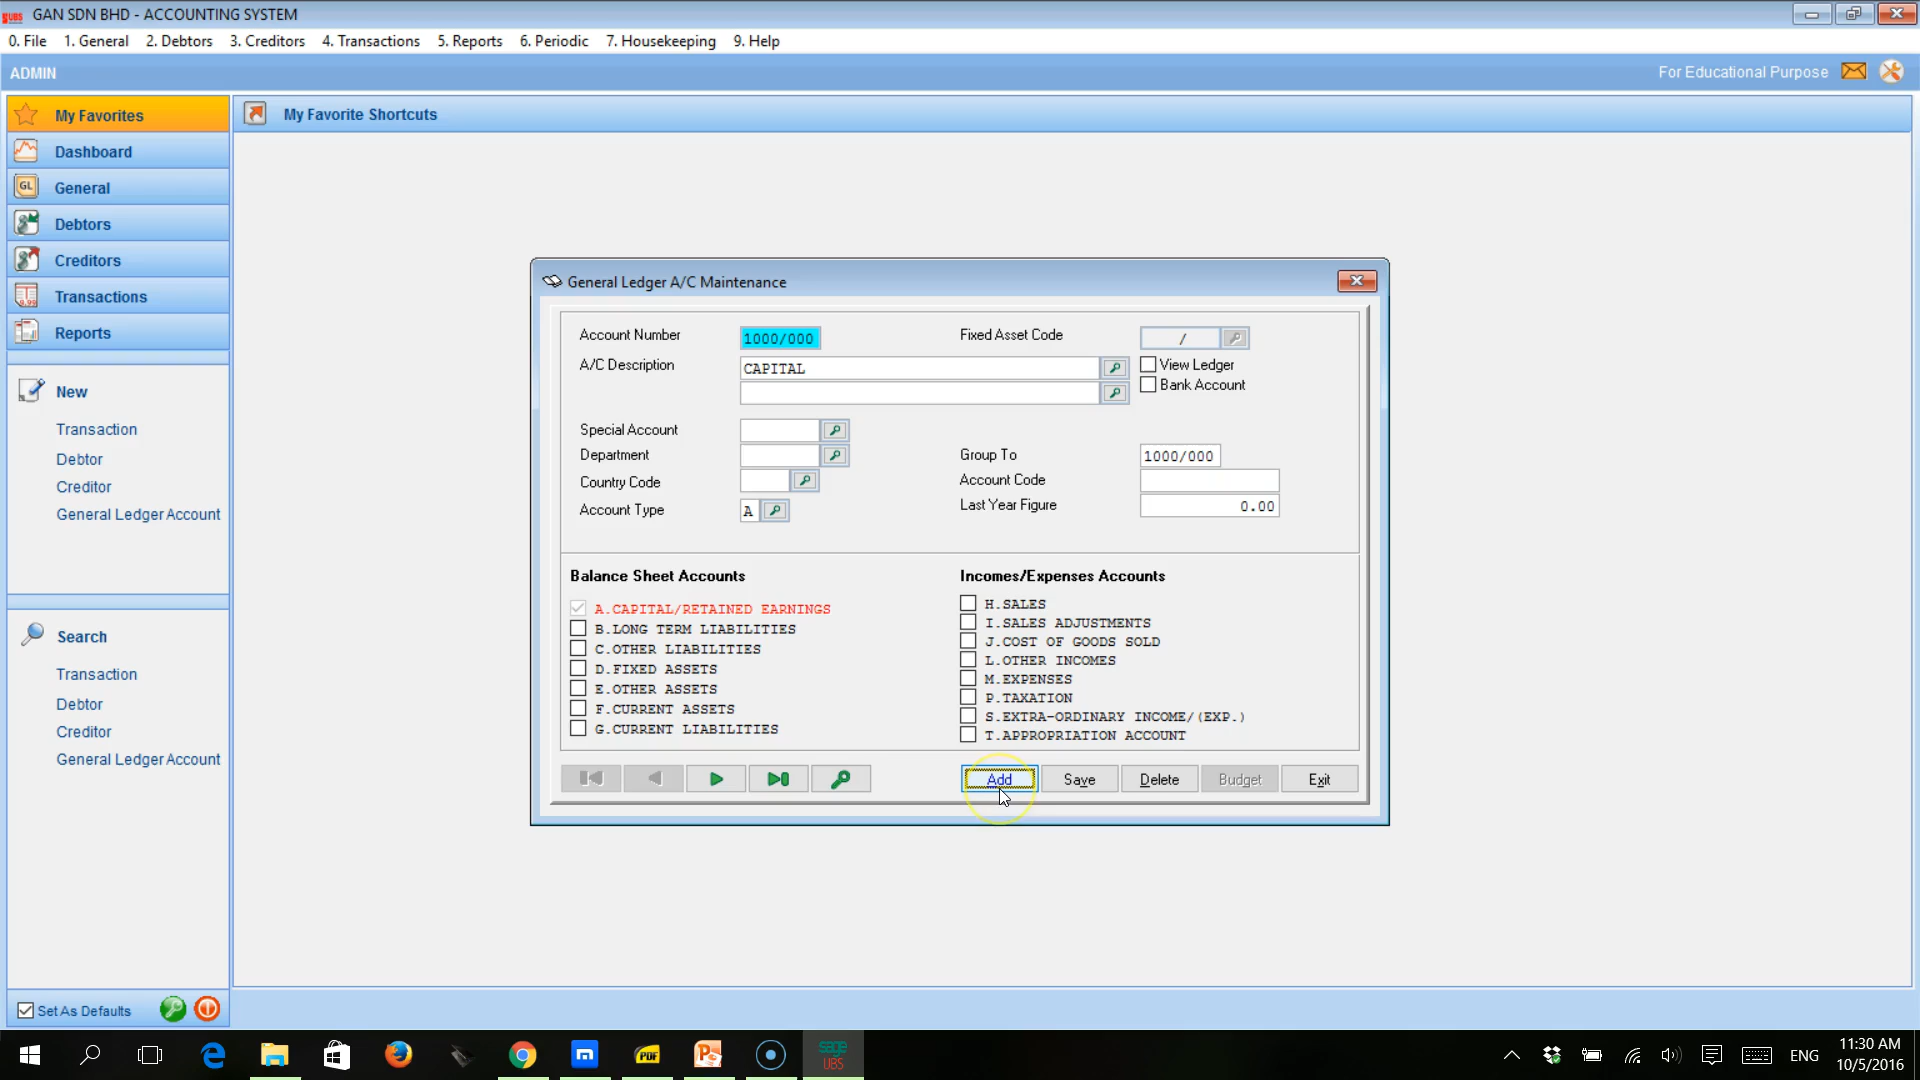 GAN SDN BHD - ACCOUNTING SYSTEM
0. File 1. General 2. Debtors 3. Creditors 4. Transactions 5. Reports 6. Periodic 7. Housekeeping 9. Help
ADMIN
For Educational Purpose
My Favorites
Dashboard
GL General
Debtors
Creditors
Transactions
Reports
New
Transaction
Debtor
Creditor
General Ledger Account
Search
Transaction
Debtor
Creditor
General Ledger Account
Set As Defaults
My Favorite Shortcuts
General Ledger A/C Maintenance
Account Number 1000/000 Fixed Asset Code /
A/C Description CAPITAL View Ledger
Bank Account
Special Account
Department Group To 1000/000
Country Code Account Code
Account Type A Last Year Figure 0.00
Balance Sheet Accounts
A.CAPITAL/RETAINED EARNINGS
B.LONG TERM LIABILITIES
C.OTHER LIABILITIES
D.FIXED ASSETS
E.OTHER ASSETS
F.CURRENT ASSETS
G.CURRENT LIABILITIES
Incomes/Expenses Accounts
H.SALES
I.SALES ADJUSTMENTS
J.COST OF GOODS SOLD
L.OTHER INCOMES
M.EXPENSES
P.TAXATION
S.EXTRA-ORDINARY INCOME/(EXP.)
T.APPROPRIATION ACCOUNT
Add Save Delete Budget Exit
PDF
sage
UBS
ENG
11:30 AM
10/5/2016